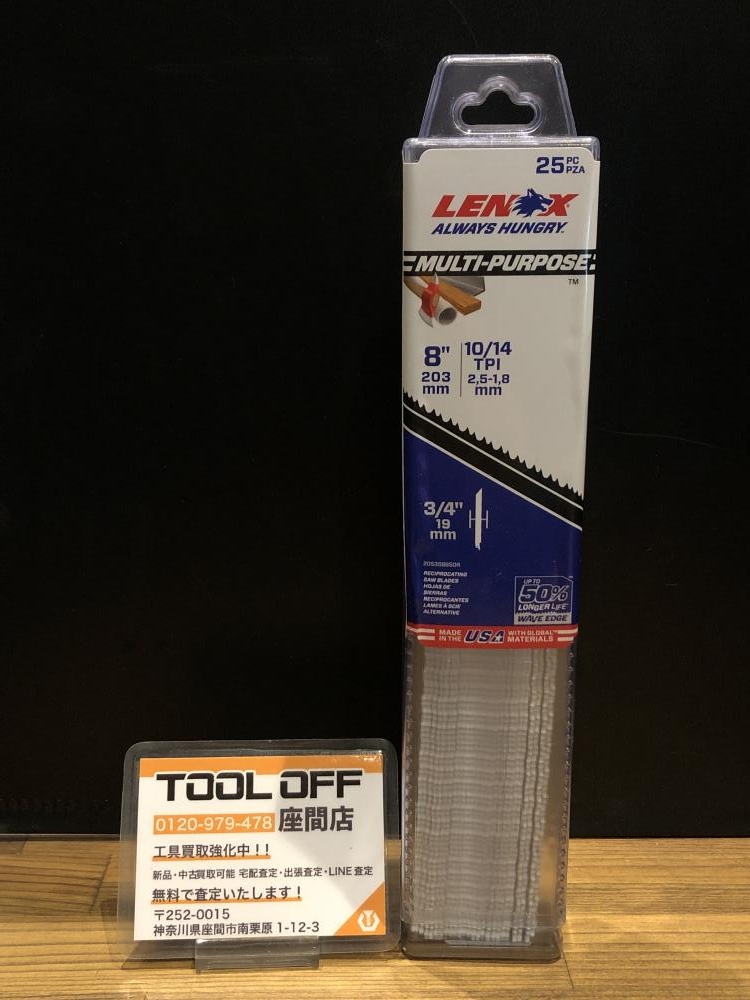 25 PC
PZA
LENOX
ALWAYS HUNGRY.
MULTI-PURPOSE
TM
8" 10/14
TPI
203
mm
2,5-1,8
mm
3/4"
19
mm
RECIPROCATING
SAW BLADES
HOJAS DE
SIERRAS
RECIPROCANTES
LAMES À SCIE
ALTERNATIVE
UP TO
50%
LONGER LIFE
WAVE EDGE
MADE
IN THE
USA
WITH GLOBAL
MATERIALS
TOOL OFF
0120-979-478 座間店
工具買取強化中!!
新品・中古買取可能 宅配査定・出張査定・LINE査定
無料で査定いたします!
〒252-0015
神奈川県座間市南栗原 1-12-3